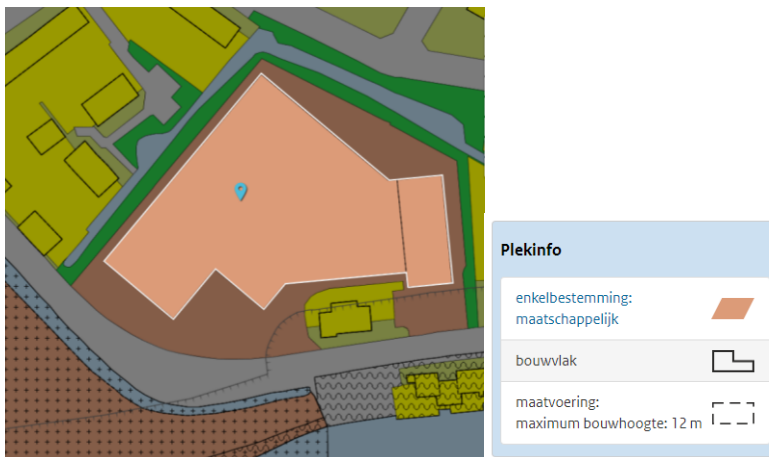 Plekinfo
enkelbestemming:
maatschappelijk
bouwvlak
maatvoering:
maximum bouwhoogte: 12 m